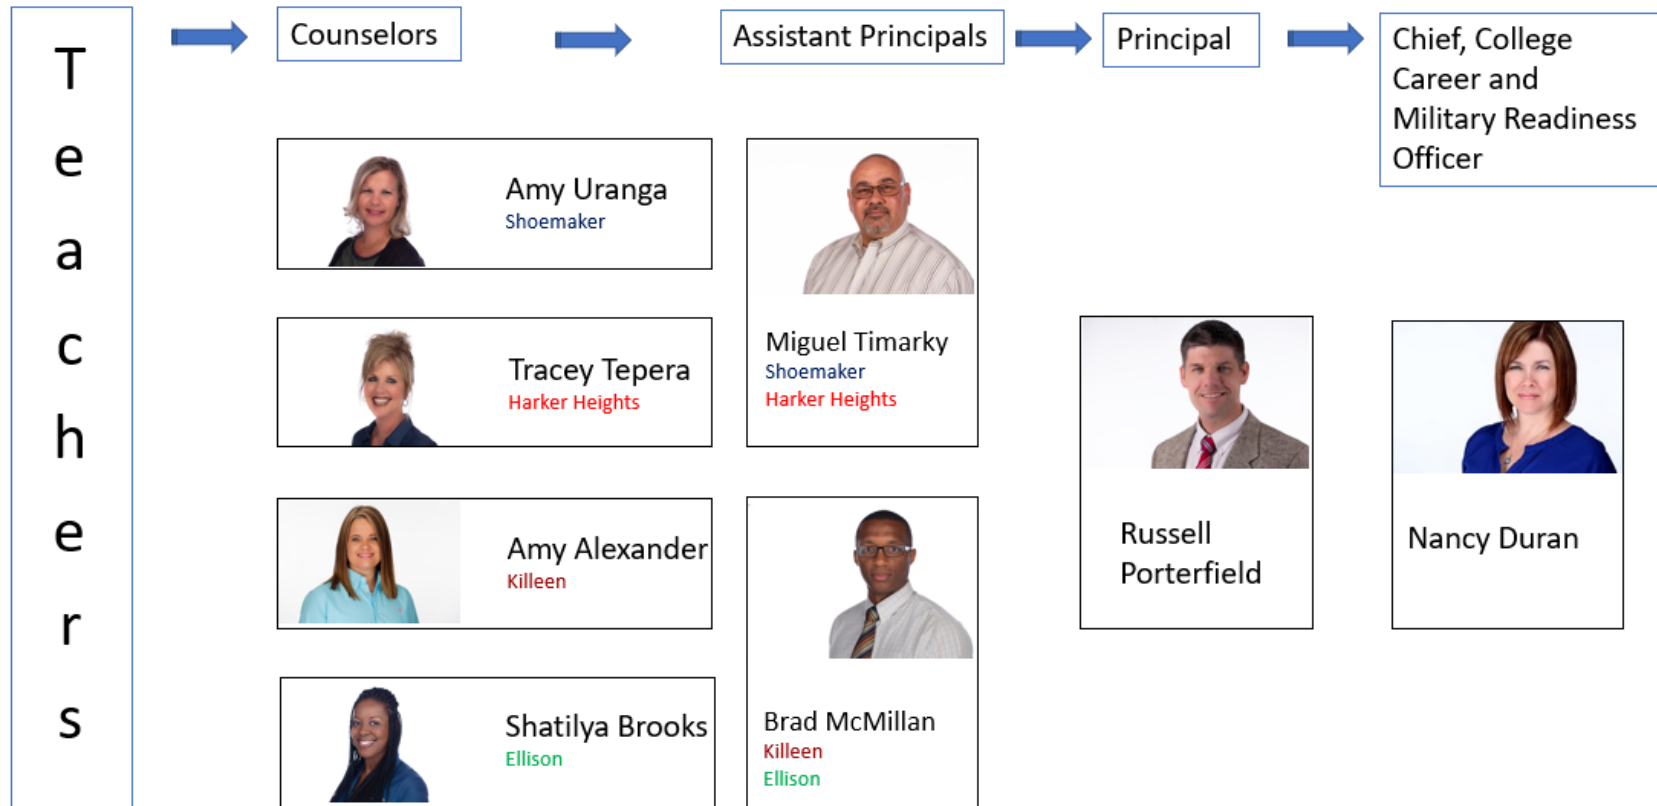 Teachers
Counselors
Assistant Principals
Principal
Chief, College
Career and
Military Readiness
Officer
Amy Uranga
Shoemaker
Tracey Tepera
Harker Heights
Amy Alexander
Killeen
Shatilya Brooks
Ellison
Miguel Timarky
Shoemaker
Harker Heights
Brad McMillan
Killeen
Ellison
Russell
Porterfield
Nancy Duran